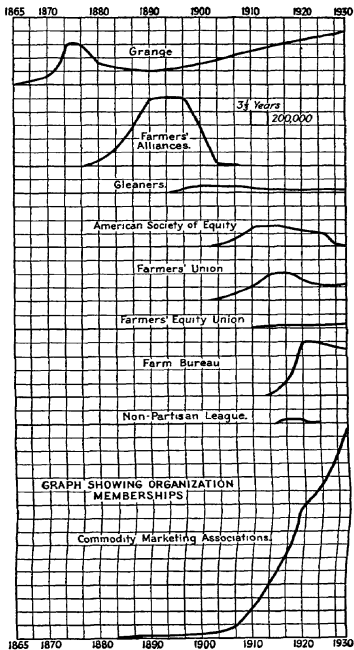 1865 1870 1880 1890 1900 1910 1920 1930
Grange
3½ Years
200,000
Farmers'
Alliances.
Gleaners.
American Society of Equity
Farmers' Union
Farmers' Equity Union
Farm Bureau
Non-Partisan League.
GRAPH SHOWING ORGANIZATION
MEMBERSHIPS
Commodity Marketing Associations.
1865 1870 1880 1890 1900 1910 1920 1930